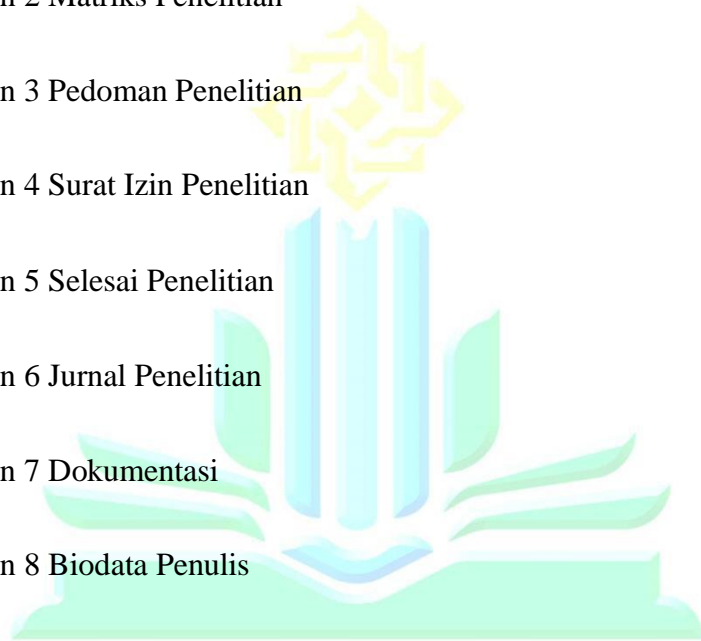 n 2 Matriks Penelitian
n 3 Pedoman Penelitian
n 4 Surat Izin Penelitian
n 5 Selesai Penelitian
n 6 Jurnal Penelitian
n 7 Dokumentasi
n 8 Biodata Penulis